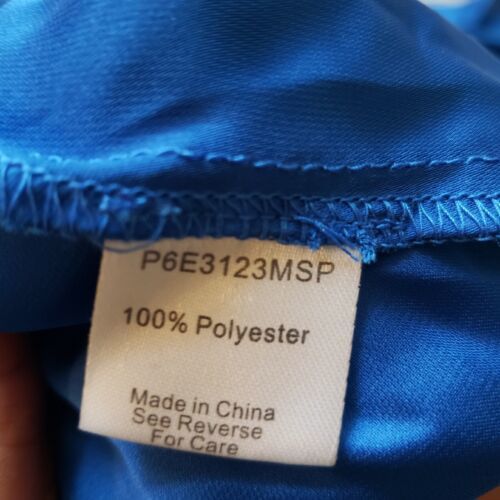 P6E3123MSP
100% Polyester
Made in China
See Reverse
For Care